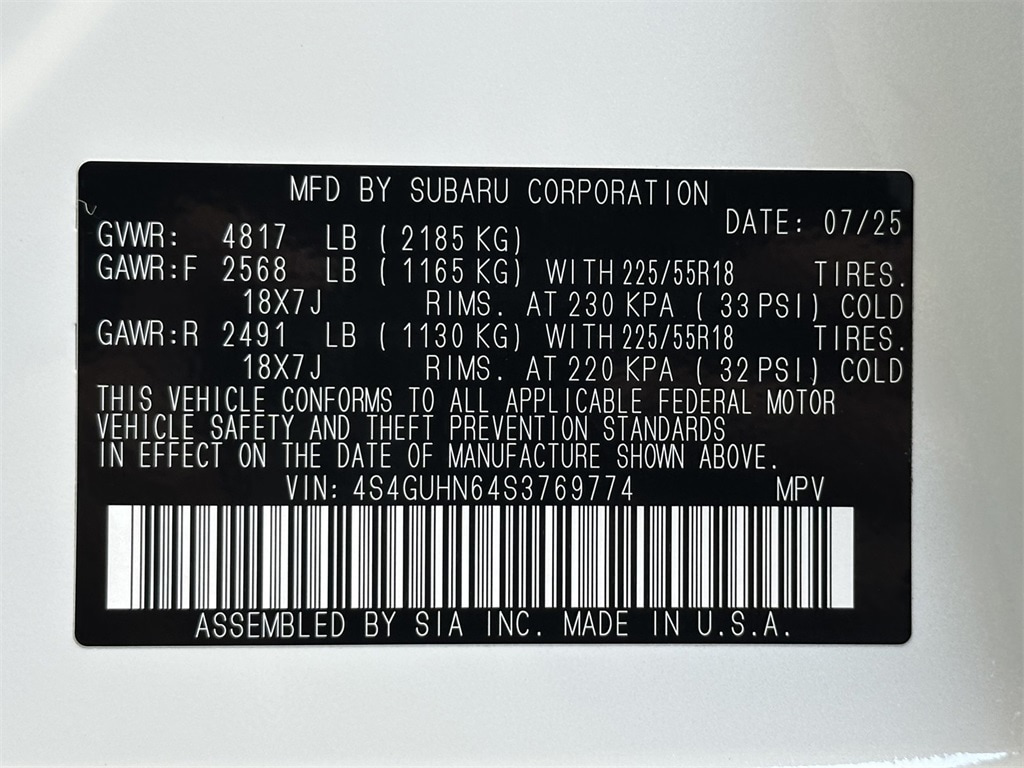 MFD BY SUBARU CORPORATION
DATE: 07/25
GVWR: 4817 LB ( 2185 KG)
GAWR:F 2568 LB ( 1165 KG) WITH 225/55R18 TIRES.
18X7J RIMS. AT 230 KPA ( 33 PSI) COLD
GAWR:R 2491 LB ( 1130 KG) WITH 225/55R18 TIRES.
18X7J RIMS. AT 220 KPA ( 32 PSI) COLD
THIS VEHICLE CONFORMS TO ALL APPLICABLE FEDERAL MOTOR
VEHICLE SAFETY AND THEFT PREVENTION STANDARDS
IN EFFECT ON THE DATE OF MANUFACTURE SHOWN ABOVE.
VIN: 4S4GUHN64S3769774 MPV
ASSEMBLED BY SIA INC. MADE IN U.S.A.